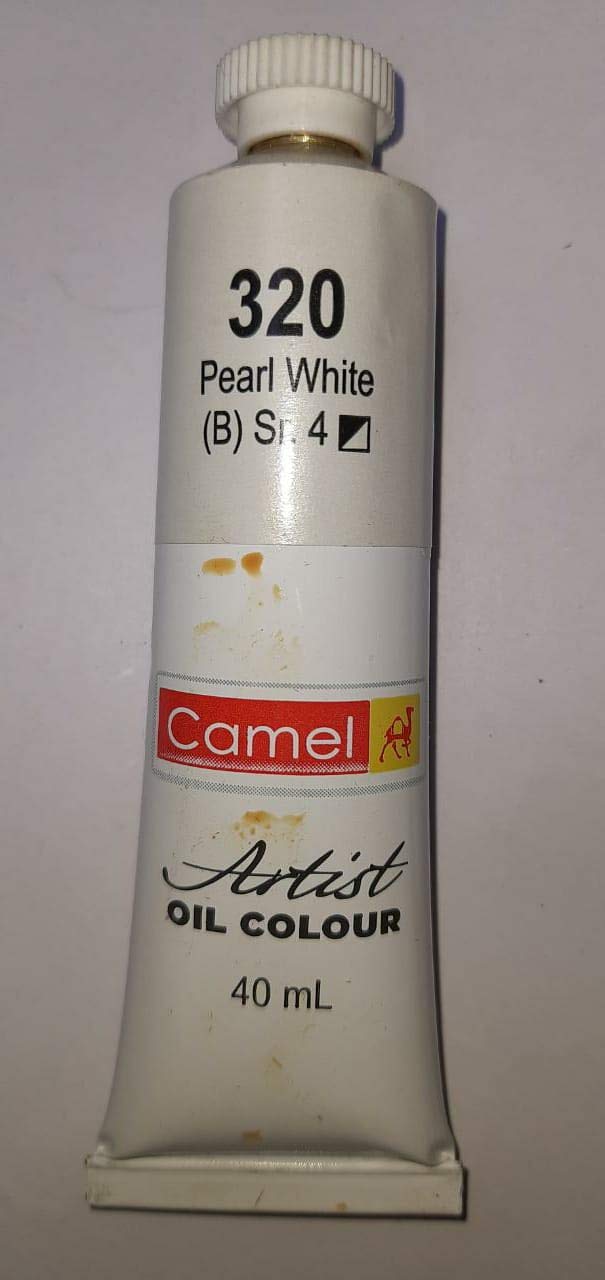 320
Pearl White
(B) Sr. 4
Camel
Artist
OIL COLOUR
40 mL